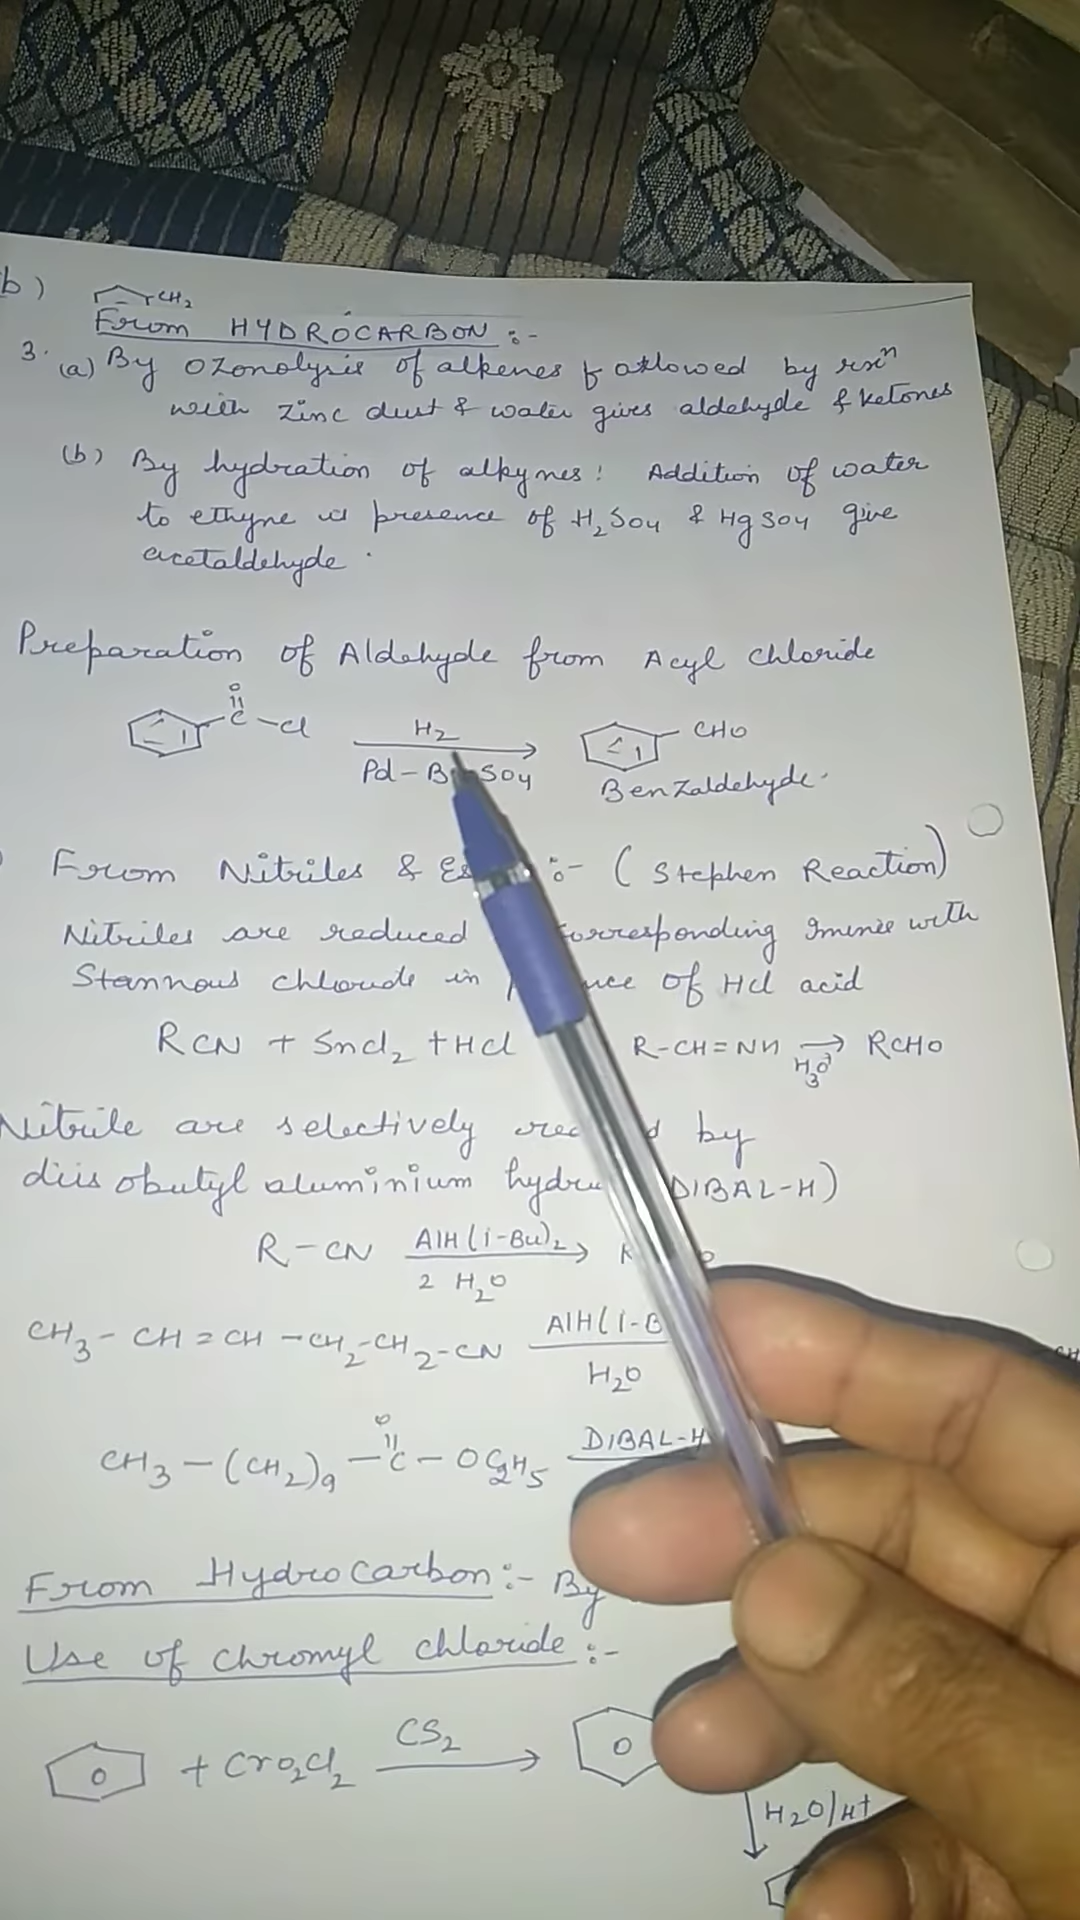 b)
CH₂
From HYDROCARBON :-
3. (a) By ozonolysis of alkenes followed by rxⁿ
with Zinc dust & water gives aldehyde & ketones
(b) By hydration of alkynes: Addition of water
to ethyne is presence of H₂SO₄ & HgSO₄ give
acetaldehyde.
Preparation of Aldehyde from Acyl chloride
O
C-Cl H₂ CHO
Pd-B SO₄ Benzaldehyde.
From Nitriles & Es :- (Stephen Reaction)
Nitriles are reduced corresponding Imine with
Stannous chloride in of HCl acid
RCN + SnCl₂ + HCl R-CH=NH → RCHO
H₃O⁺
Nitrile are selectively by
diisobutyl aluminium DIBAL-H)
R-CN AlH(i-Bu)₂ →
2 H₂O
CH₃-CH=CH-CH₂-CH₂-CN AlH(i-B
H₂O
O
CH₃-(CH₂)₉-C-OC₂H₅ DIBAL-H
From Hydrocarbon:- By
Use of chromyl chloride :-
+ CrO₂Cl₂ CS₂ →
↓ H₂O/H⁺